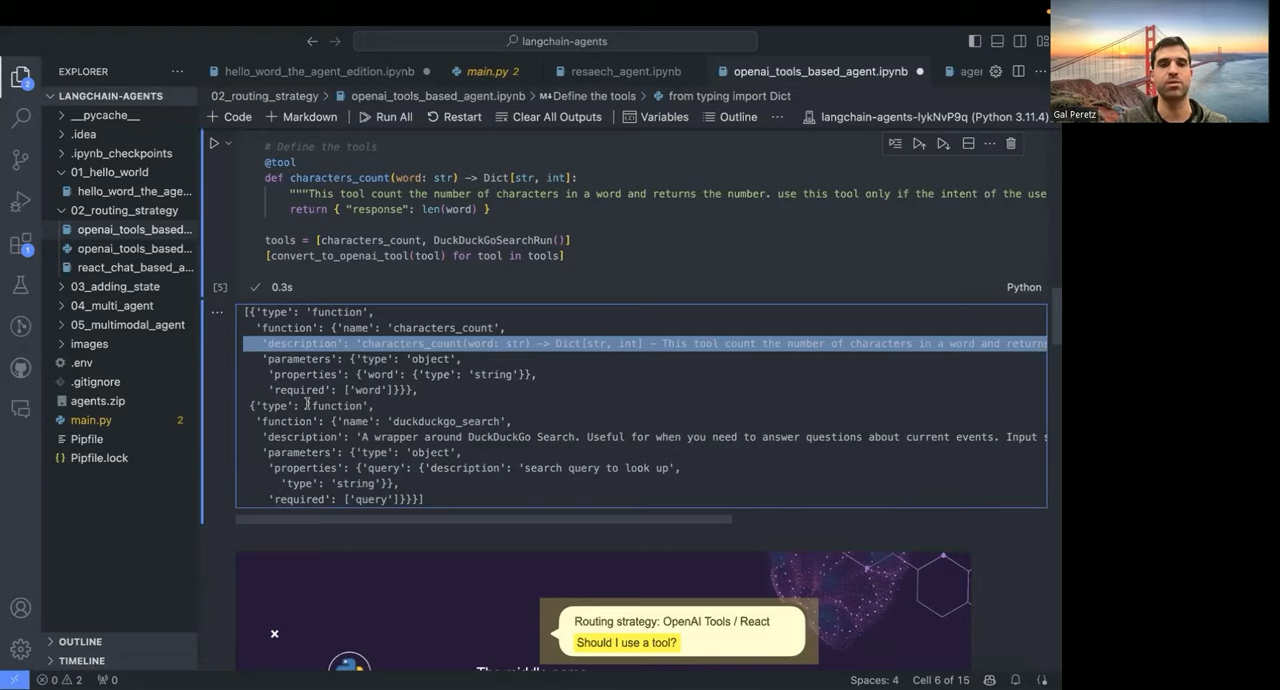 langchain-agents
EXPLORER
hello_word_the_agent_edition.ipynb
main.py 2
resaech_agent.ipynb
openai_tools_based_agent.ipynb
ager
Gal Peretz
LANGCHAIN-AGENTS
02_routing_strategy > openai_tools_based_agent.ipynb > M↓Define the tools > from typing import Dict
+ Code + Markdown Run All Restart Clear All Outputs Variables Outline ... langchain-agents-lykNvP9q (Python 3.11.4)
__pycache__
.idea
.ipynb_checkpoints
01_hello_world
hello_word_the_age...
02_routing_strategy
openai_tools_based...
openai_tools_based...
react_chat_based_a...
03_adding_state
04_multi_agent
05_multimodal_agent
images
.env
.gitignore
agents.zip
main.py 2
Pipfile
Pipfile.lock
OUTLINE
TIMELINE
# Define the tools
@tool
def characters_count(word: str) -> Dict[str, int]:
"""This tool count the number of characters in a word and returns the number. use this tool only if the intent of the use
return { "response": len(word) }
tools = [characters_count, DuckDuckGoSearchRun()]
[convert_to_openai_tool(tool) for tool in tools]
[5] 0.3s Python
[{'type': 'function',
'function': {'name': 'characters_count',
'description': 'characters_count(word: str) -> Dict[str, int] - This tool count the number of characters in a word and returns
'parameters': {'type': 'object',
'properties': {'word': {'type': 'string'}},
'required': ['word']}}},
{'type': 'function',
'function': {'name': 'duckduckgo_search',
'description': 'A wrapper around DuckDuckGo Search. Useful for when you need to answer questions about current events. Input s
'parameters': {'type': 'object',
'properties': {'query': {'description': 'search query to look up',
'type': 'string'}},
'required': ['query']}}}]
Routing strategy: OpenAI Tools / React
Should I use a tool?
0 2 0
Spaces: 4 Cell 6 of 15